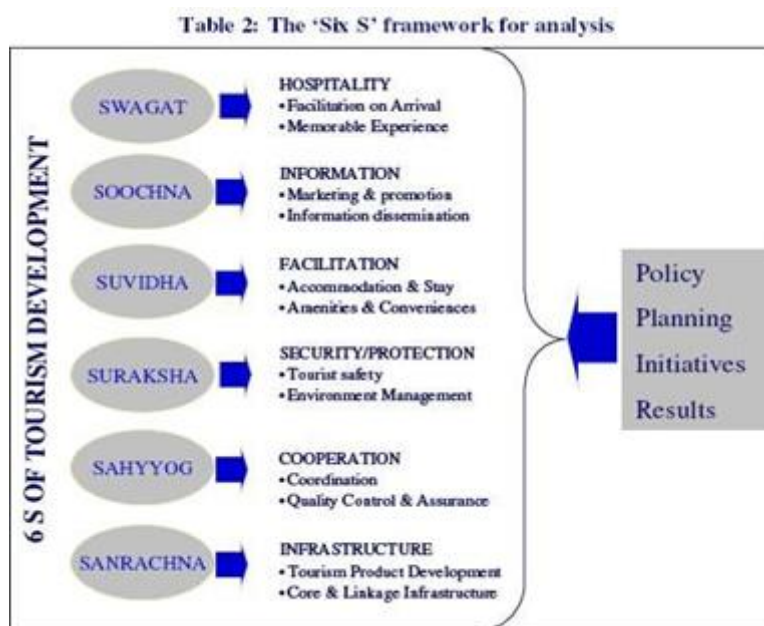 Table 2: The ‘Six S’ framework for analysis
6 S OF TOURISM DEVELOPMENT
SWAGAT
HOSPITALITY
•Facilitation on Arrival
•Memorable Experience
SOOCHNA
INFORMATION
•Marketing & promotion
•Information dissemination
SUVIDHA
FACILITATION
•Accommodation & Stay
•Amenities & Conveniences
SURAKSHA
SECURITY/PROTECTION
•Tourist safety
•Environment Management
SAHYYOG
COOPERATION
•Coordination
•Quality Control & Assurance
SANRACHNA
INFRASTRUCTURE
•Tourism Product Development
•Core & Linkage Infrastructure
Policy
Planning
Initiatives
Results